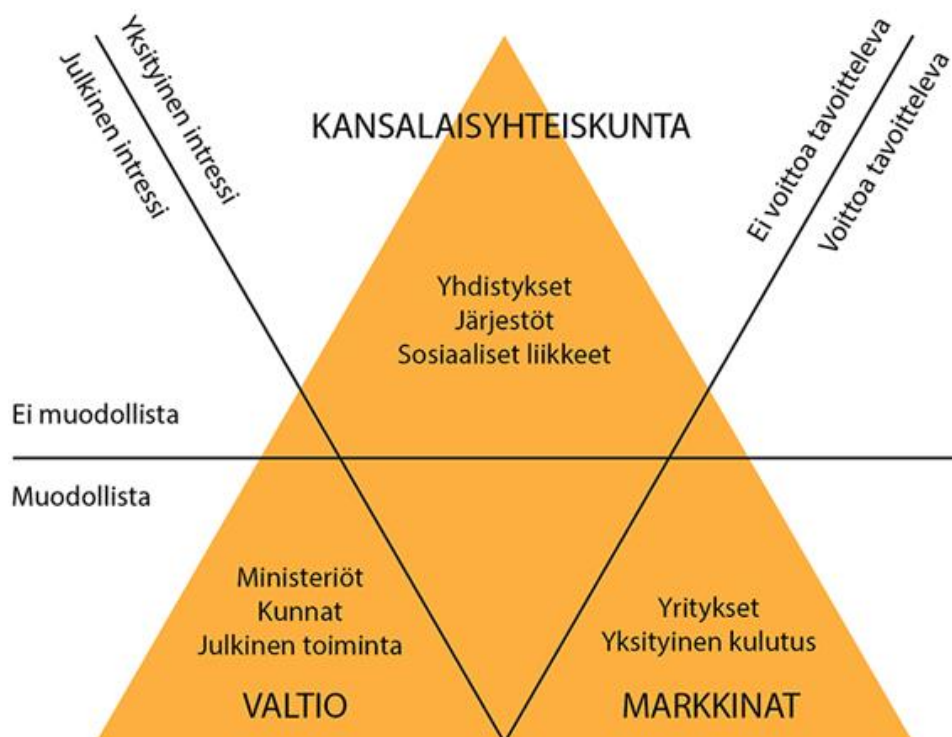 Yksityinen intressi
Julkinen intressi
Ei voittoa tavoitteleva
Voittoa tavoitteleva
KANSALAISYHTEISKUNTA
Yhdistykset
Järjestöt
Sosiaaliset liikkeet
Ei muodollista
Muodollista
Ministeriöt
Kunnat
Julkinen toiminta
VALTIO
Yritykset
Yksityinen kulutus
MARKKINAT